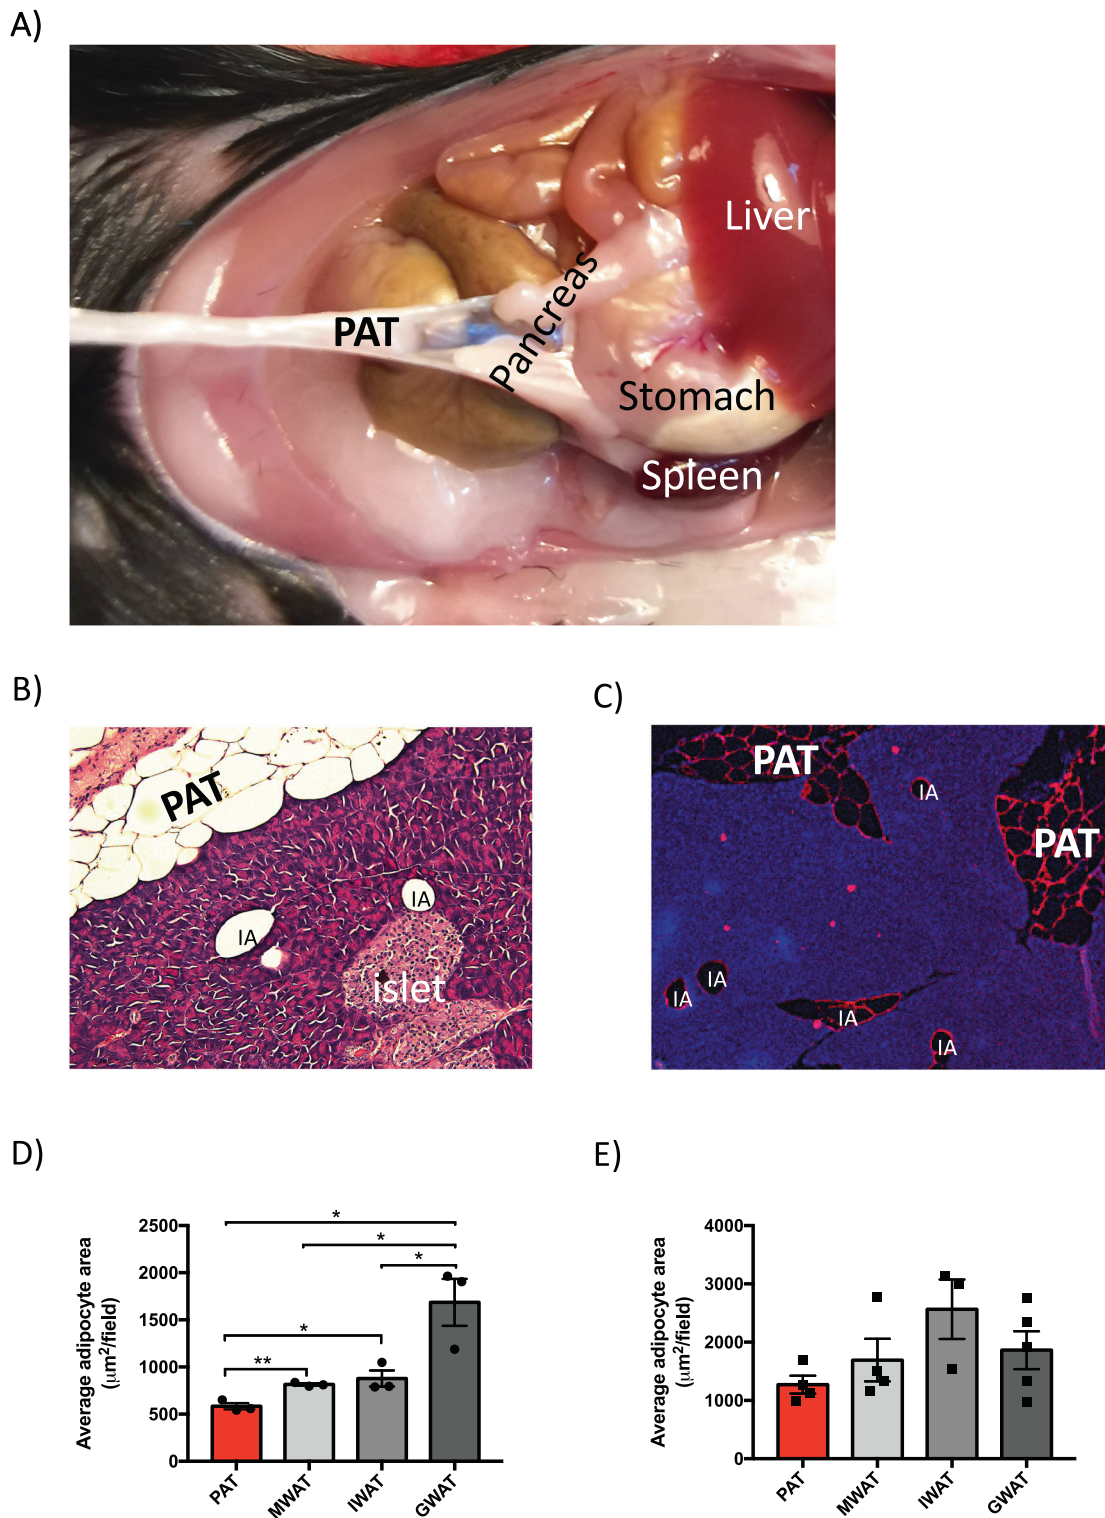 A)
Liver
PAT
Pancreas
Stomach
Spleen
B)
C)
PAT
IA
IA
islet
PAT
IA
PAT
IA
IA
IA
IA
D)
E)
Average adipocyte area
(μm²/field)
2500
2000
1500
1000
500
0
*
*
*
*
**
PAT
MWAT
IWAT
GWAT
Average adipocyte area
(μm²/field)
4000
3000
2000
1000
0
PAT
MWAT
IWAT
GWAT